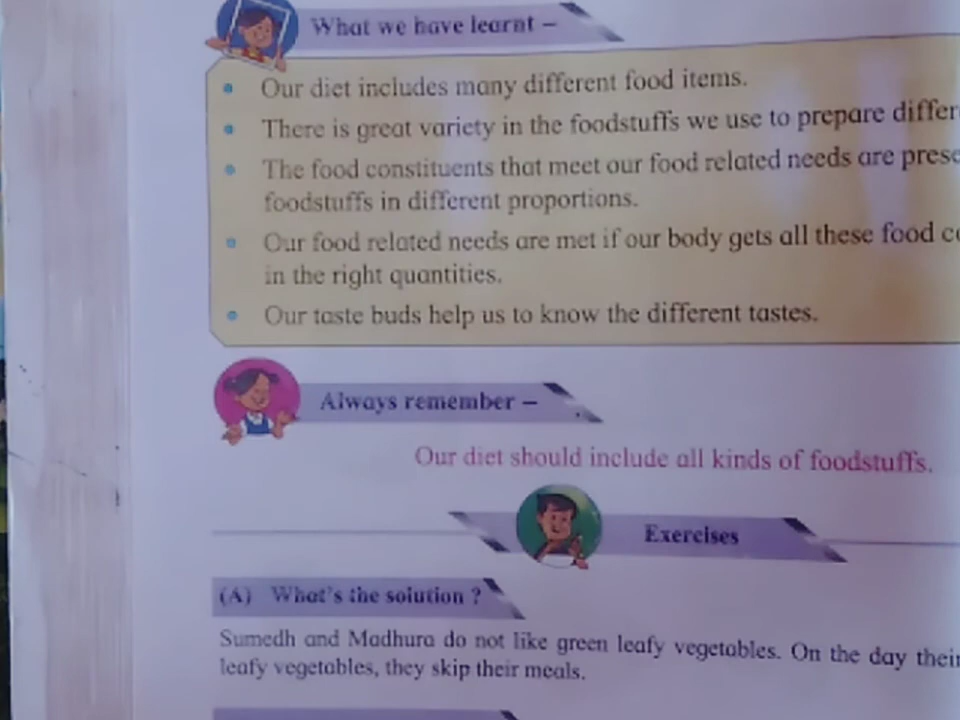 What we have learnt –
• Our diet includes many different food items.
• There is great variety in the foodstuffs we use to prepare
• The food constituents that meet our food related needs are
foodstuffs in different proportions.
• Our food related needs are met if our body gets all these food
in the right quantities.
• Our taste buds help us to know the different tastes.
Always remember –
Our diet should include all kinds of foodstuffs.
Exercises
(A) What's the solution ?
Sumedh and Madhura do not like green leafy vegetables. On the day
leafy vegetables, they skip their meals.